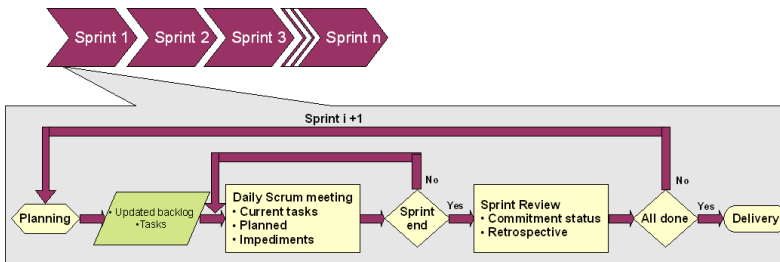 Sprint 1
Sprint 2
Sprint 3
Sprint n
Sprint i +1
No
No
Planning
• Updated backlog
•Tasks
Daily Scrum meeting
• Current tasks
• Planned
• Impediments
Sprint
end
Yes
Sprint Review
• Commitment status
• Retrospective
All done
Yes
Delivery